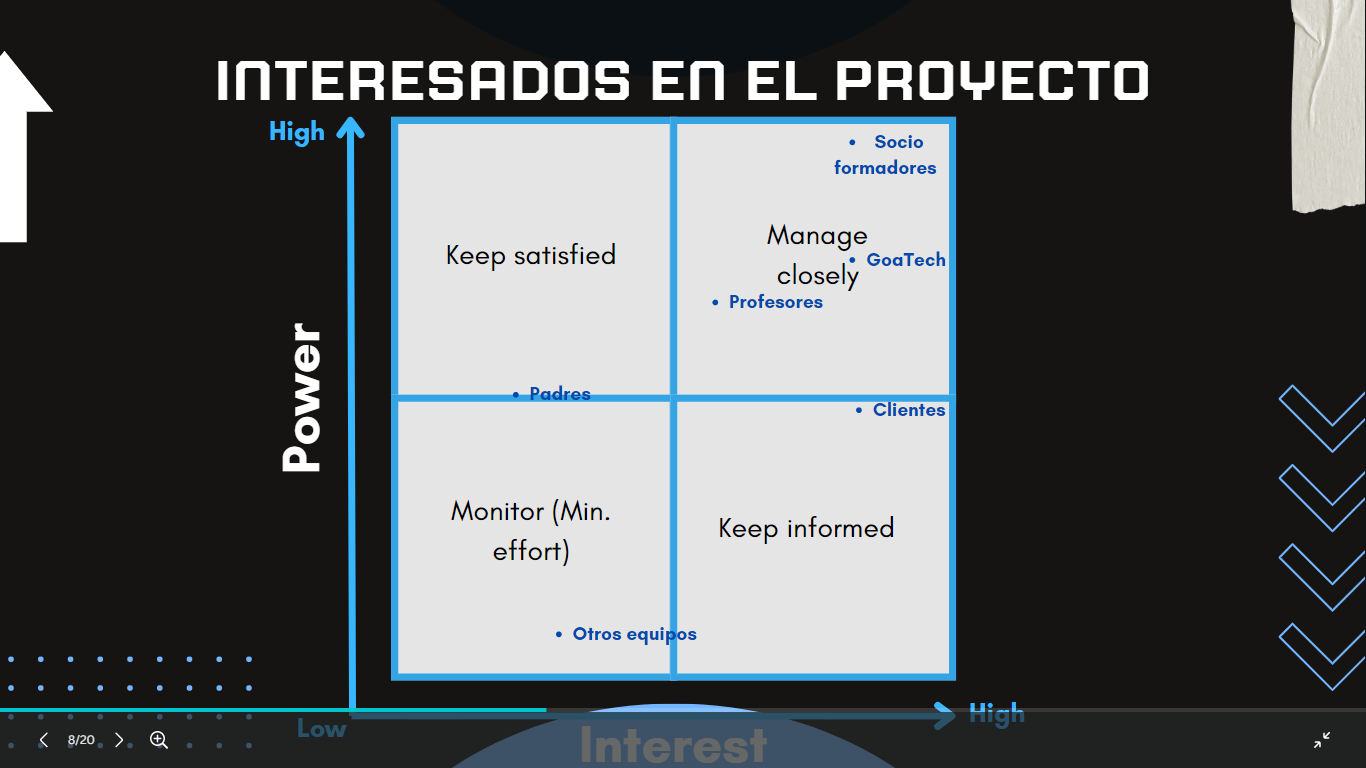 INTERESADOS EN EL PROYECTO
High
• Socio
formadores
Keep satisfied
Manage
closely
• GoaTech
• Profesores
Power
• Padres
• Clientes
Monitor (Min.
effort)
Keep informed
• Otros equipos
High
Low
Interest
8/20